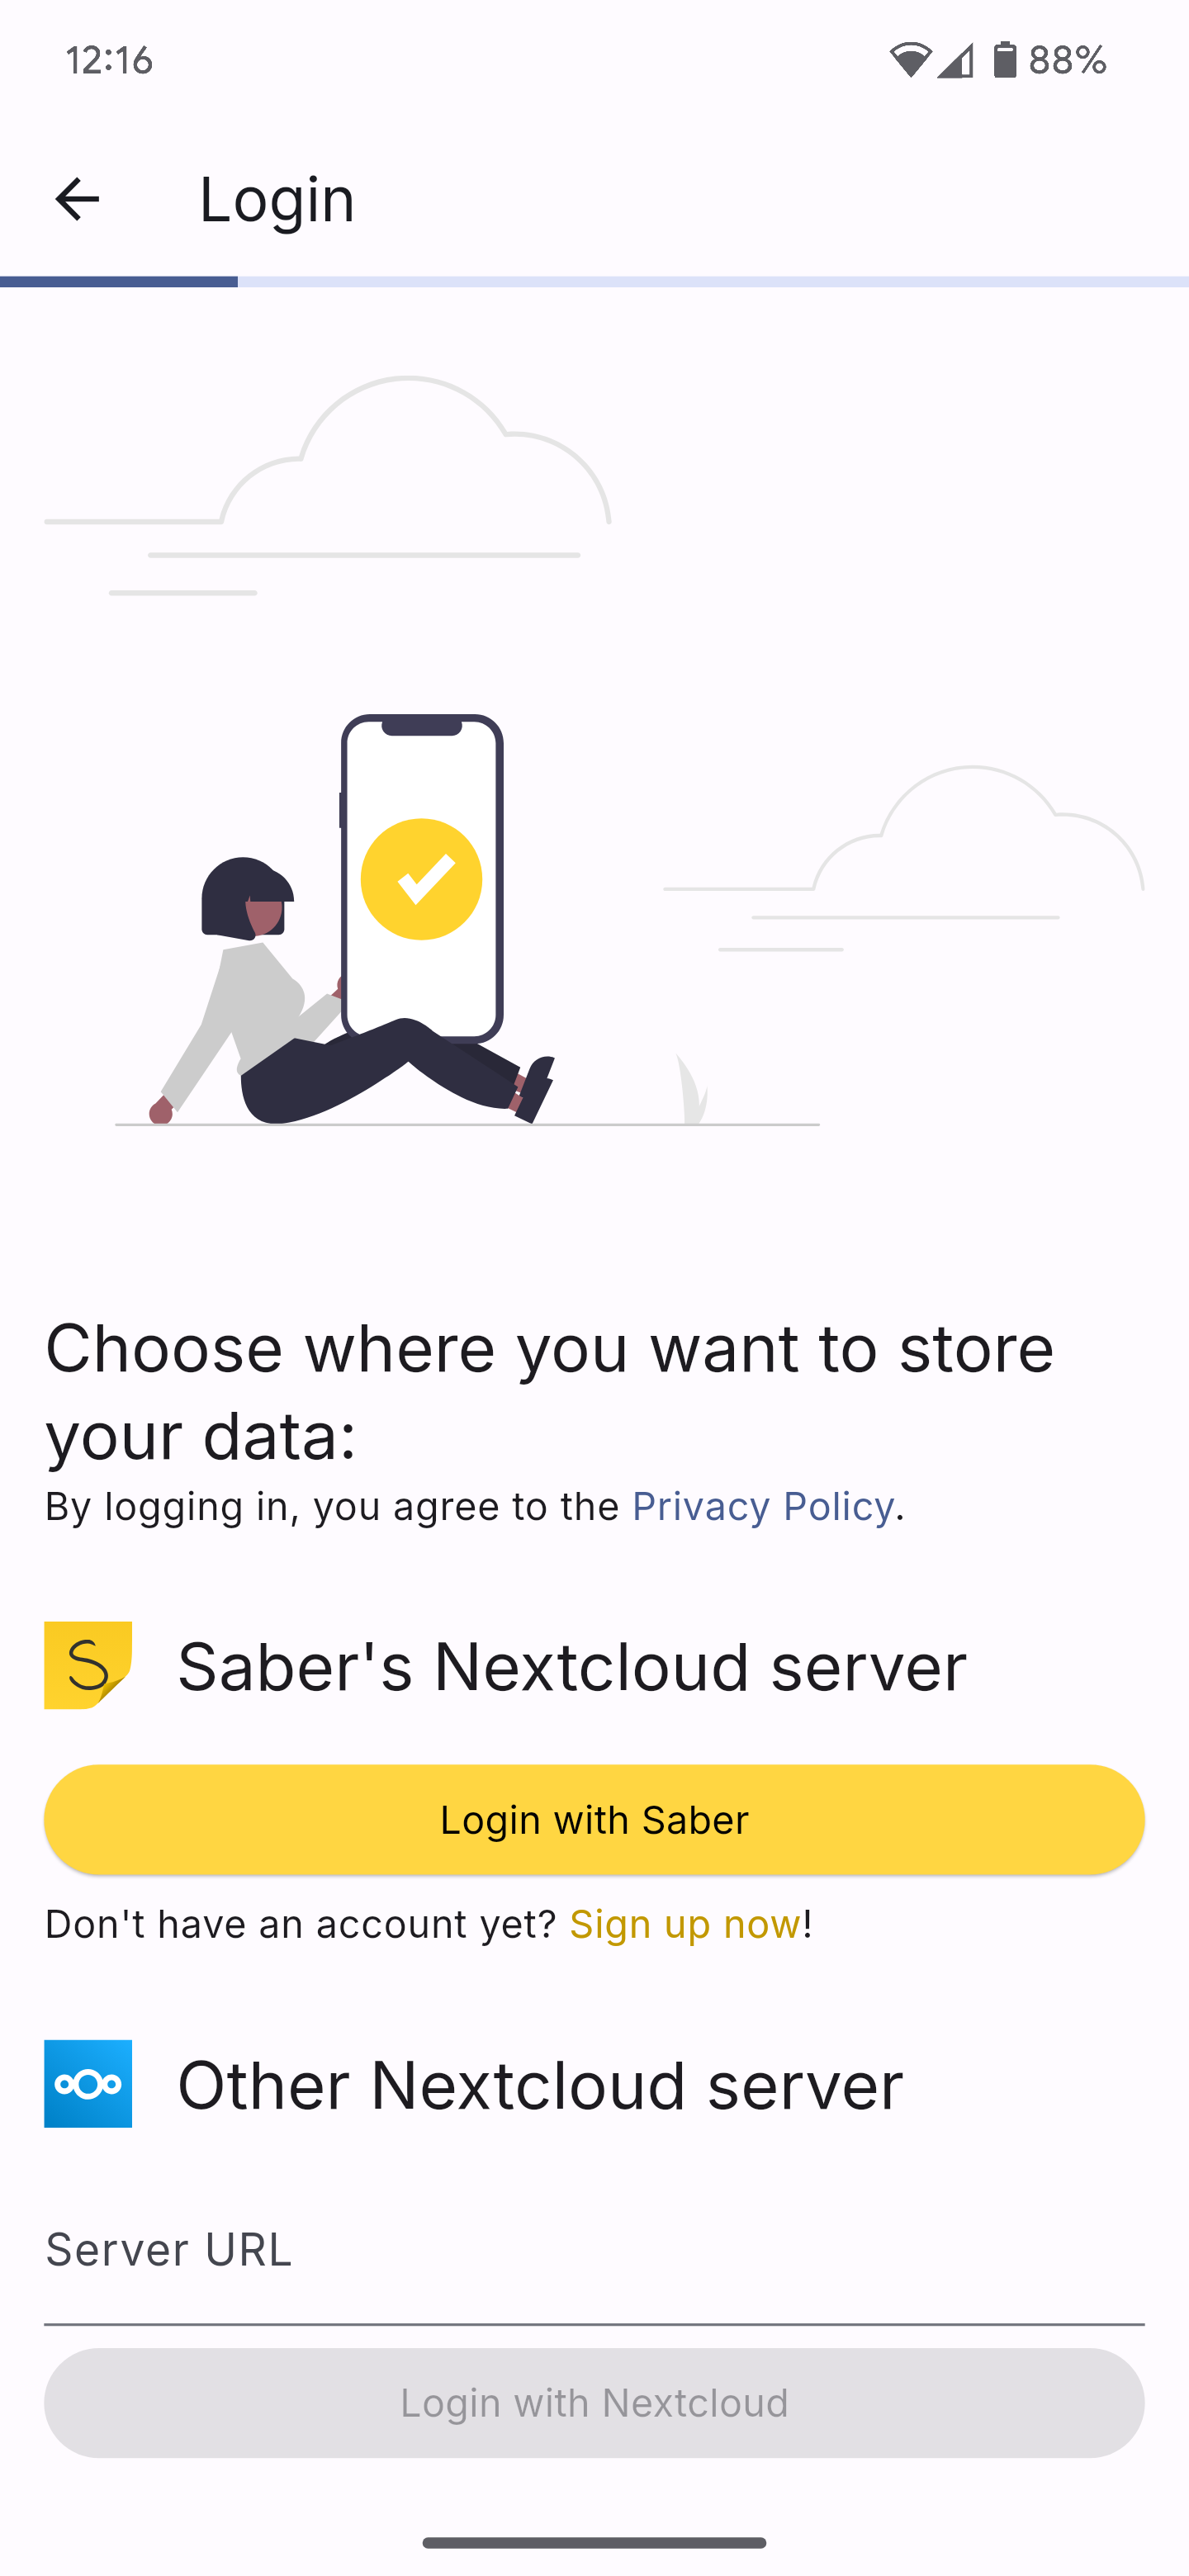 12:16
88%
Login
Choose where you want to store
your data:
By logging in, you agree to the Privacy Policy.
S
Saber's Nextcloud server
Login with Saber
Don't have an account yet? Sign up now!
Other Nextcloud server
Server URL
Login with Nextcloud